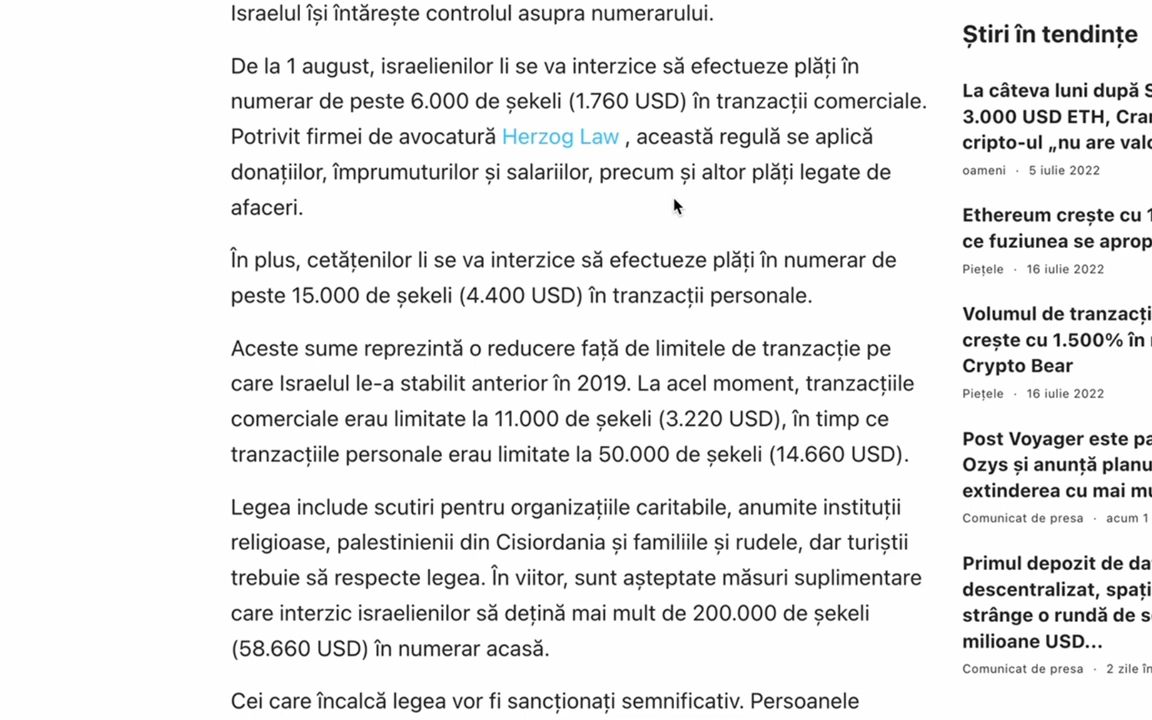 Israelul își întărește controlul asupra numerarului.
De la 1 august, israelienilor li se va interzice să efectueze plăți în
numerar de peste 6.000 de șekeli (1.760 USD) în tranzacții comerciale.
Potrivit firmei de avocatură Herzog Law , această regulă se aplică
donațiilor, împrumuturilor și salariilor, precum și altor plăți legate de
afaceri.
În plus, cetățenilor li se va interzice să efectueze plăți în numerar de
peste 15.000 de șekeli (4.400 USD) în tranzacții personale.
Aceste sume reprezintă o reducere față de limitele de tranzacție pe
care Israelul le-a stabilit anterior în 2019. La acel moment, tranzacțiile
comerciale erau limitate la 11.000 de șekeli (3.220 USD), în timp ce
tranzacțiile personale erau limitate la 50.000 de șekeli (14.660 USD).
Legea include scutiri pentru organizațiile caritabile, anumite instituții
religioase, palestinienii din Cisiordania și familiile și rudele, dar turiștii
trebuie să respecte legea. În viitor, sunt așteptate măsuri suplimentare
care interzic israelienilor să dețină mai mult de 200.000 de șekeli
(58.660 USD) în numerar acasă.
Cei care încalcă legea vor fi sancționați semnificativ. Persoanele
Știri în tendințe
La câteva luni după
3.000 USD ETH,
cripto-ul „nu are
oameni · 5 iulie 2022
Ethereum crește cu
ce fuziunea se
Piețele · 16 iulie 2022
Volumul de
crește cu 1.500% în
Crypto Bear
Piețele · 16 iulie 2022
Post Voyager este
Ozys și anunță
extinderea cu mai
Comunicat de presa · acum 1
Primul depozit de
descentralizat,
strânge o rundă de
milioane USD...
Comunicat de presa · 2 zile